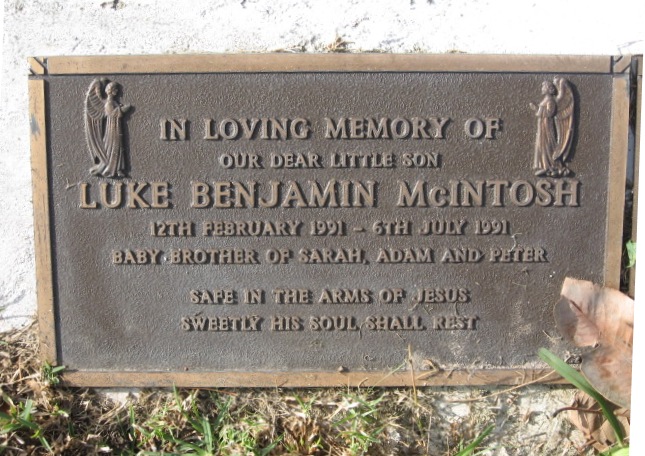 IN LOVING MEMORY OF
OUR DEAR LITTLE SON
LUKE BENJAMIN McINTOSH
12TH FEBRUARY 1991 – 6TH JULY 1991
BABY BROTHER OF SARAH, ADAM AND PETER
SAFE IN THE ARMS OF JESUS
SWEETLY HIS SOUL SHALL REST